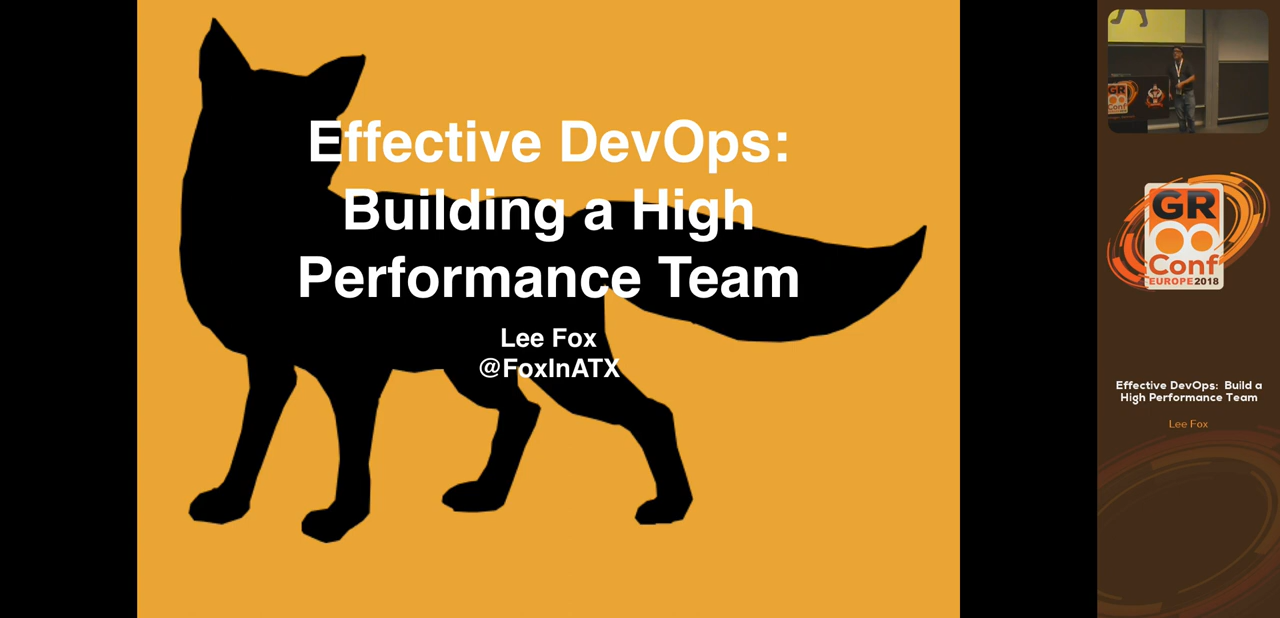 Effective DevOps:
Building a High
Performance Team
Lee Fox
@FoxInATX
GR
GR
Conf
EUROPE2018
Effective DevOps: Build a
High Performance Team
Lee Fox